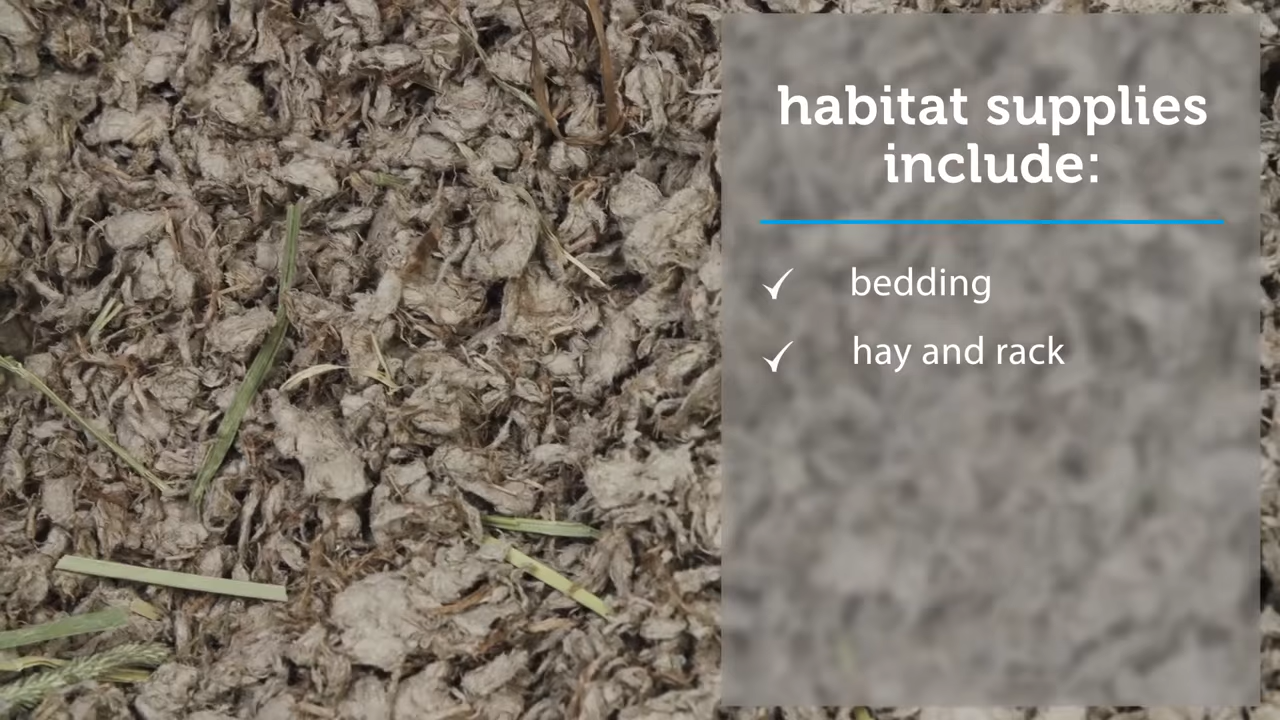 habitat supplies
include:
bedding
hay and rack